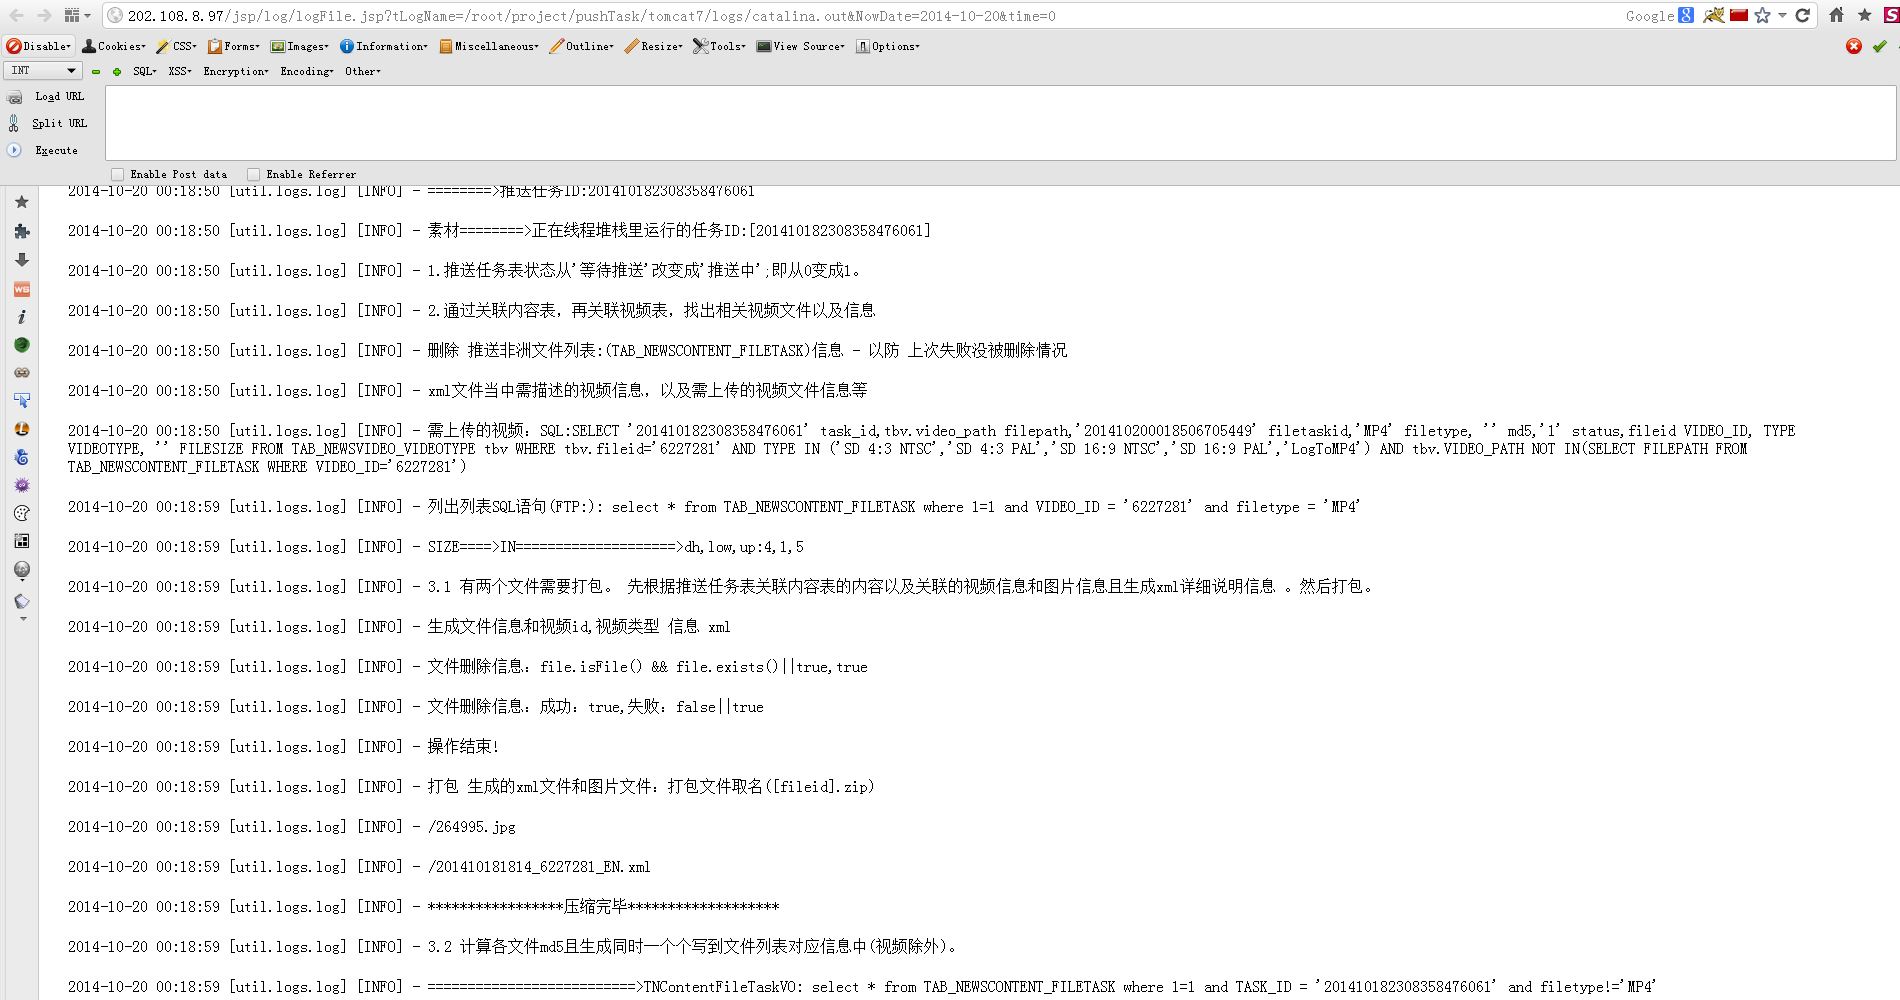 202.108.8.97/jsp/log/logFile.jsp?tLogName=/root/project/pushTask/tomcat7/logs/catalina.out&NowDate=2014-10-20&time=0 Google
Disable Cookies CSS Forms Images Information Miscellaneous Outline Resize Tools View Source Options
INT SQL XSS Encryption Encoding Other
Load URL
Split URL
Execute
Enable Post data Enable Referrer
2014-10-20 00:18:50 [util.logs.log] [INFO] - ========>推送任务ID:201410182308358476061
2014-10-20 00:18:50 [util.logs.log] [INFO] - 素材========>正在线程堆栈里运行的任务ID:[201410182308358476061]
2014-10-20 00:18:50 [util.logs.log] [INFO] - 1.推送任务表状态从'等待推送'改变成'推送中';即从0变成1。
2014-10-20 00:18:50 [util.logs.log] [INFO] - 2.通过关联内容表，再关联视频表，找出相关视频文件以及信息
2014-10-20 00:18:50 [util.logs.log] [INFO] - 删除 推送非洲文件列表:(TAB_NEWSCONTENT_FILETASK)信息 - 以防 上次失败没被删除情况
2014-10-20 00:18:50 [util.logs.log] [INFO] - xml文件当中需描述的视频信息，以及需上传的视频文件信息等
2014-10-20 00:18:50 [util.logs.log] [INFO] - 需上传的视频：SQL:SELECT '201410182308358476061' task_id,tbv.video_path filepath,'201410200018506705449' filetaskid,'MP4' filetype, '' md5,'1' status,fileid VIDEO_ID, TYPE
VIDEOTYPE, '' FILESIZE FROM TAB_NEWSVIDEO_VIDEOTYPE tbv WHERE tbv.fileid='6227281' AND TYPE IN ('SD 4:3 NTSC','SD 4:3 PAL','SD 16:9 NTSC','SD 16:9 PAL','LogToMP4') AND tbv.VIDEO_PATH NOT IN(SELECT FILEPATH FROM
TAB_NEWSCONTENT_FILETASK WHERE VIDEO_ID='6227281')
2014-10-20 00:18:59 [util.logs.log] [INFO] - 列出列表SQL语句(FTP:): select * from TAB_NEWSCONTENT_FILETASK where 1=1 and VIDEO_ID = '6227281' and filetype = 'MP4'
2014-10-20 00:18:59 [util.logs.log] [INFO] - SIZE====>IN====================>dh,low,up:4,1,5
2014-10-20 00:18:59 [util.logs.log] [INFO] - 3.1 有两个文件需要打包。 先根据推送任务表关联内容表的内容以及关联的视频信息和图片信息且生成xml详细说明信息 。然后打包。
2014-10-20 00:18:59 [util.logs.log] [INFO] - 生成文件信息和视频id,视频类型 信息 xml
2014-10-20 00:18:59 [util.logs.log] [INFO] - 文件删除信息：file.isFile() && file.exists()||true,true
2014-10-20 00:18:59 [util.logs.log] [INFO] - 文件删除信息：成功：true,失败：false||true
2014-10-20 00:18:59 [util.logs.log] [INFO] - 操作结束!
2014-10-20 00:18:59 [util.logs.log] [INFO] - 打包 生成的xml文件和图片文件：打包文件取名([fileid].zip)
2014-10-20 00:18:59 [util.logs.log] [INFO] - /264995.jpg
2014-10-20 00:18:59 [util.logs.log] [INFO] - /201410181814_6227281_EN.xml
2014-10-20 00:18:59 [util.logs.log] [INFO] - *****************压缩完毕*******************
2014-10-20 00:18:59 [util.logs.log] [INFO] - 3.2 计算各文件md5且生成同时一个个写到文件列表对应信息中(视频除外)。
2014-10-20 00:18:59 [util.logs.log] [INFO] - ==========================>TNContentFileTaskVO: select * from TAB_NEWSCONTENT_FILETASK where 1=1 and TASK_ID = '201410182308358476061' and filetype!='MP4'